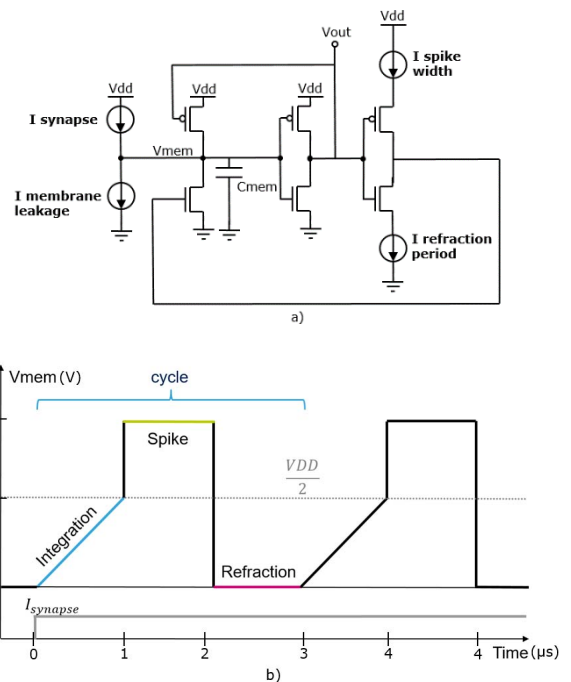 Vdd
Vout
I spike
width
Vdd
Vdd
Vdd
I synapse
Vmem
Cmem
I membrane
leakage
I refraction
period
a)
Vmem (V)
cycle
Spike
VDD
2
Integration
Refraction
I_synapse
0 1 2 3 4 4 Time (µs)
b)